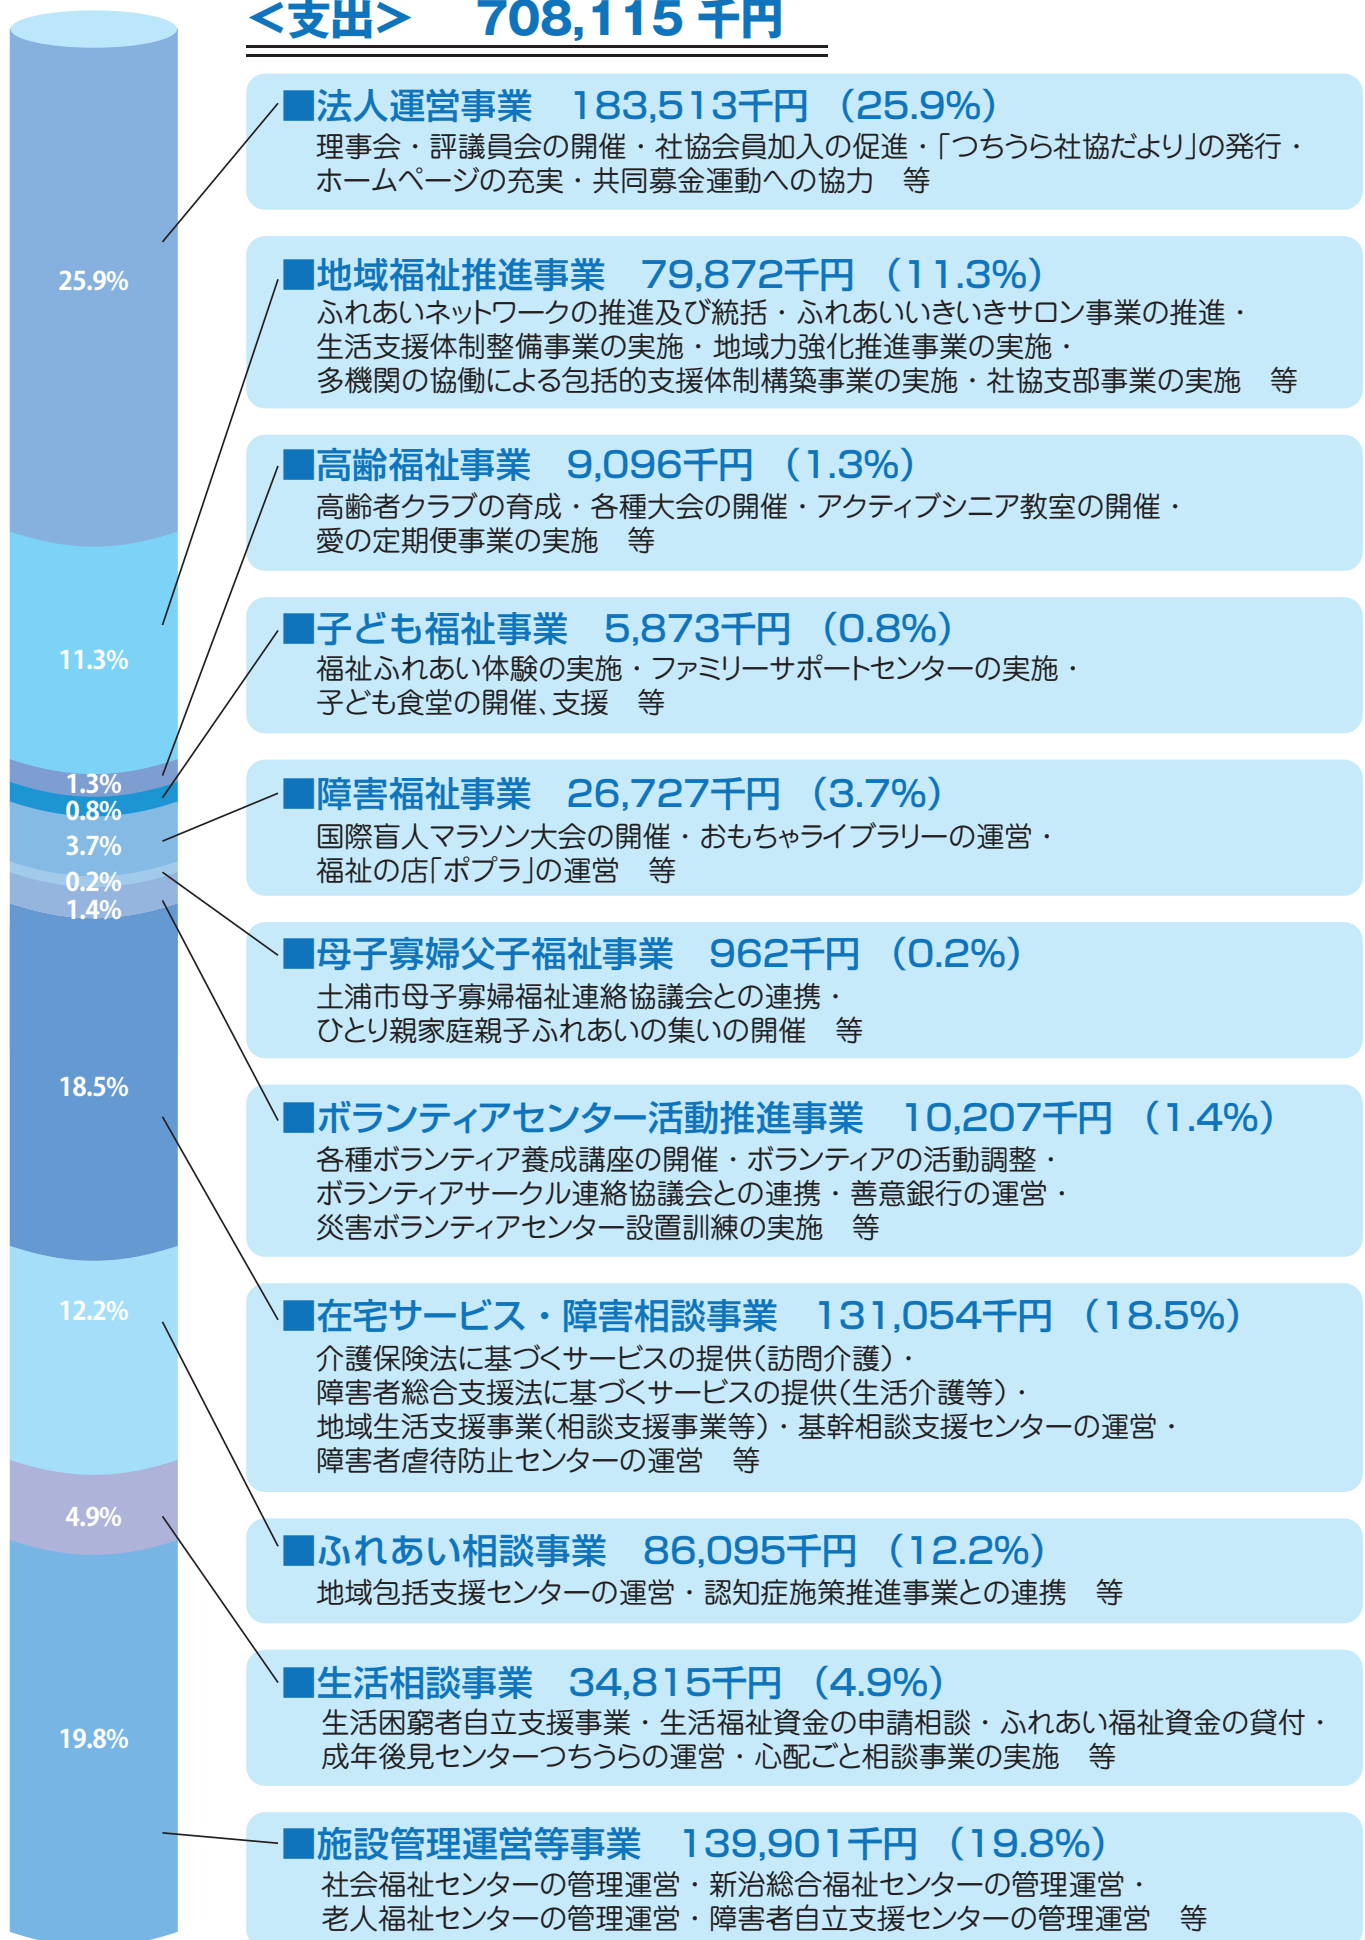 ＜支出＞　708,115 千円
■法人運営事業　183,513千円（25.9%）
理事会・評議員会の開催・社協会員加入の促進・「つちうら社協だより」の発行・
ホームページの充実・共同募金運動への協力　等
25.9%
■地域福祉推進事業　79,872千円（11.3%）
ふれあいネットワークの推進及び統括・ふれあいいきいきサロン事業の推進・
生活支援体制整備事業の実施・地域力強化推進事業の実施・
多機関の協働による包括的支援体制構築事業の実施・社協支部事業の実施　等
■高齢福祉事業　9,096千円（1.3%）
高齢者クラブの育成・各種大会の開催・アクティブシニア教室の開催・
愛の定期便事業の実施　等
■子ども福祉事業　5,873千円（0.8%）
福祉ふれあい体験の実施・ファミリーサポートセンターの実施・
子ども食堂の開催、支援　等
11.3%
1.3%
0.8%
■障害福祉事業　26,727千円（3.7%）
国際盲人マラソン大会の開催・おもちゃライブラリーの運営・
福祉の店「ポプラ」の運営　等
3.7%
0.2%
1.4%
■母子寡婦父子福祉事業　962千円（0.2%）
土浦市母子寡婦福祉連絡協議会との連携・
ひとり親家庭親子ふれあいの集いの開催　等
18.5%
■ボランティアセンター活動推進事業　10,207千円（1.4%）
各種ボランティア養成講座の開催・ボランティアの活動調整・
ボランティアサークル連絡協議会との連携・善意銀行の運営・
災害ボランティアセンター設置訓練の実施　等
12.2%
■在宅サービス・障害相談事業　131,054千円（18.5%）
介護保険法に基づくサービスの提供（訪問介護）・
障害者総合支援法に基づくサービスの提供（生活介護等）・
地域生活支援事業（相談支援事業等）・基幹相談支援センターの運営・
障害者虐待防止センターの運営　等
4.9%
■ふれあい相談事業　86,095千円（12.2%）
地域包括支援センターの運営・認知症施策推進事業との連携　等
■生活相談事業　34,815千円（4.9%）
生活困窮者自立支援事業・生活福祉資金の申請相談・ふれあい福祉資金の貸付・
成年後見センターつちうらの運営・心配ごと相談事業の実施　等
19.8%
■施設管理運営等事業　139,901千円（19.8%）
社会福祉センターの管理運営・新治総合福祉センターの管理運営・
老人福祉センターの管理運営・障害者自立支援センターの管理運営　等